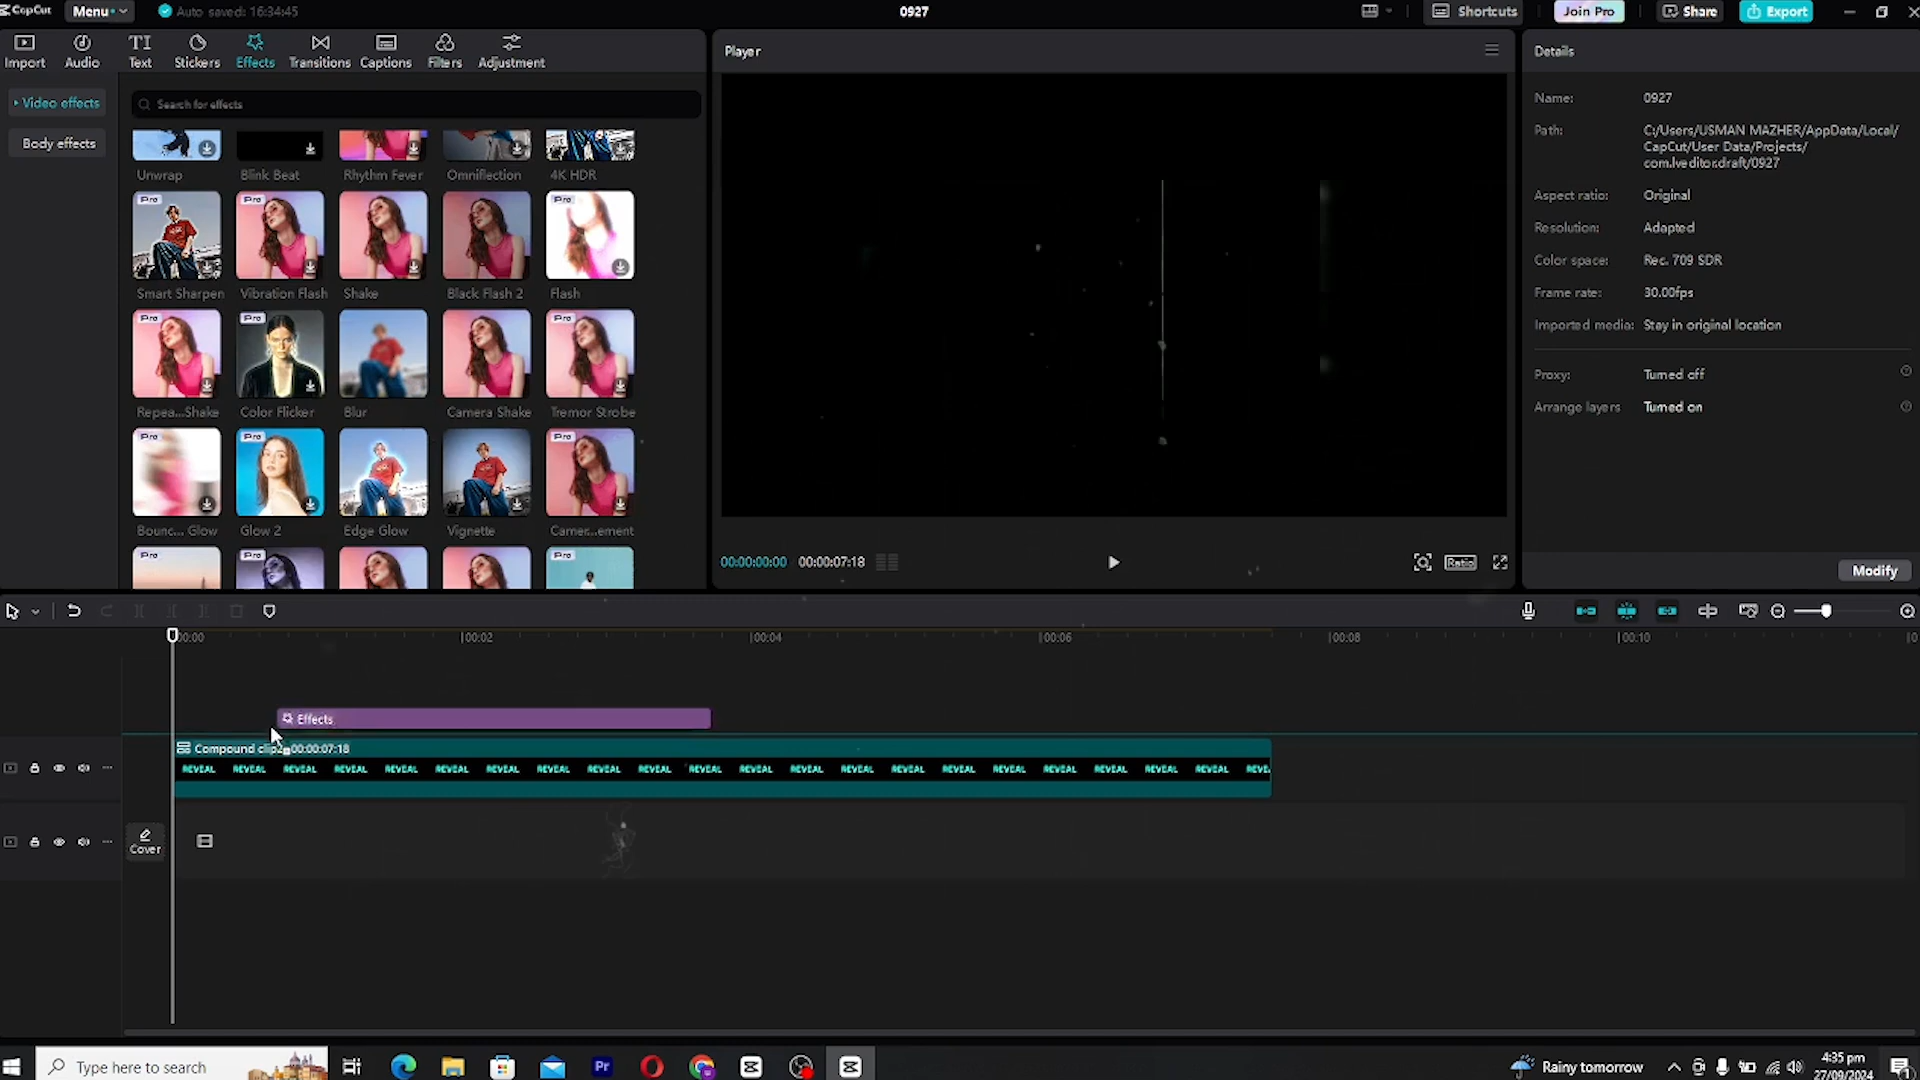 CapCut
Menu
Auto saved: 16:34:45
0927
Shortcuts
Join Pro
Share
Export
Import
Audio
TI
Text
Stickers
Effects
Transitions
Captions
Filters
Adjustment
Video effects
Body effects
Search for effects
Unwrap
Blink Beat
Rhythm Fever
Omniflection
4K HDR
Pro
Pro
Smart Sharpen
Vibration Flash
Shake
Black Flash 2
Flash
Pro
Pro
Pro
Repea...Shake
Color Flicker
Blur
Camera Shake
Tremor Strobe
Pro
Pro
Pro
Bounc... Glow
Glow 2
Edge Glow
Vignette
Camer...ement
Pro
Pro
Pro
Player
00:00:00:00
00:00:07:18
Ratio
Details
Name:
0927
Path:
C:/Users/USMAN MAZHER/AppData/Local/
CapCut/User Data/Projects/
com.lveditor.draft/0927
Aspect ratio:
Original
Resolution:
Adapted
Color space:
Rec. 709 SDR
Frame rate:
30.00fps
Imported media:
Stay in original location
Proxy:
Turned off
Arrange layers
Turned on
Modify
00:00
00:02
00:04
00:06
00:08
00:10
Effects
Compound clip2 00:00:07:18
REVEAL REVEAL REVEAL REVEAL REVEAL REVEAL REVEAL REVEAL REVEAL REVEAL REVEAL REVEAL REVEAL REVEAL REVEAL REVEAL REVEAL REVEAL REVEAL REVEAL REVEAL REVE
Cover
Type here to search
Pr
Rainy tomorrow
4:35 pm
27/09/2024
1